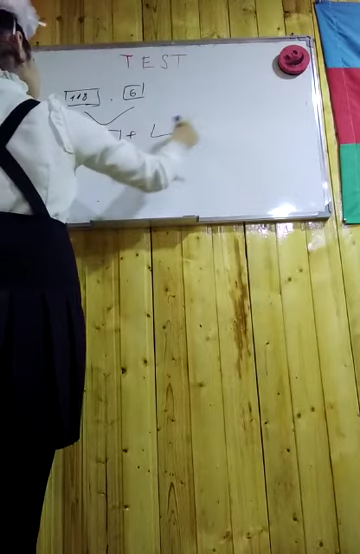 TEST
118 . 6
+